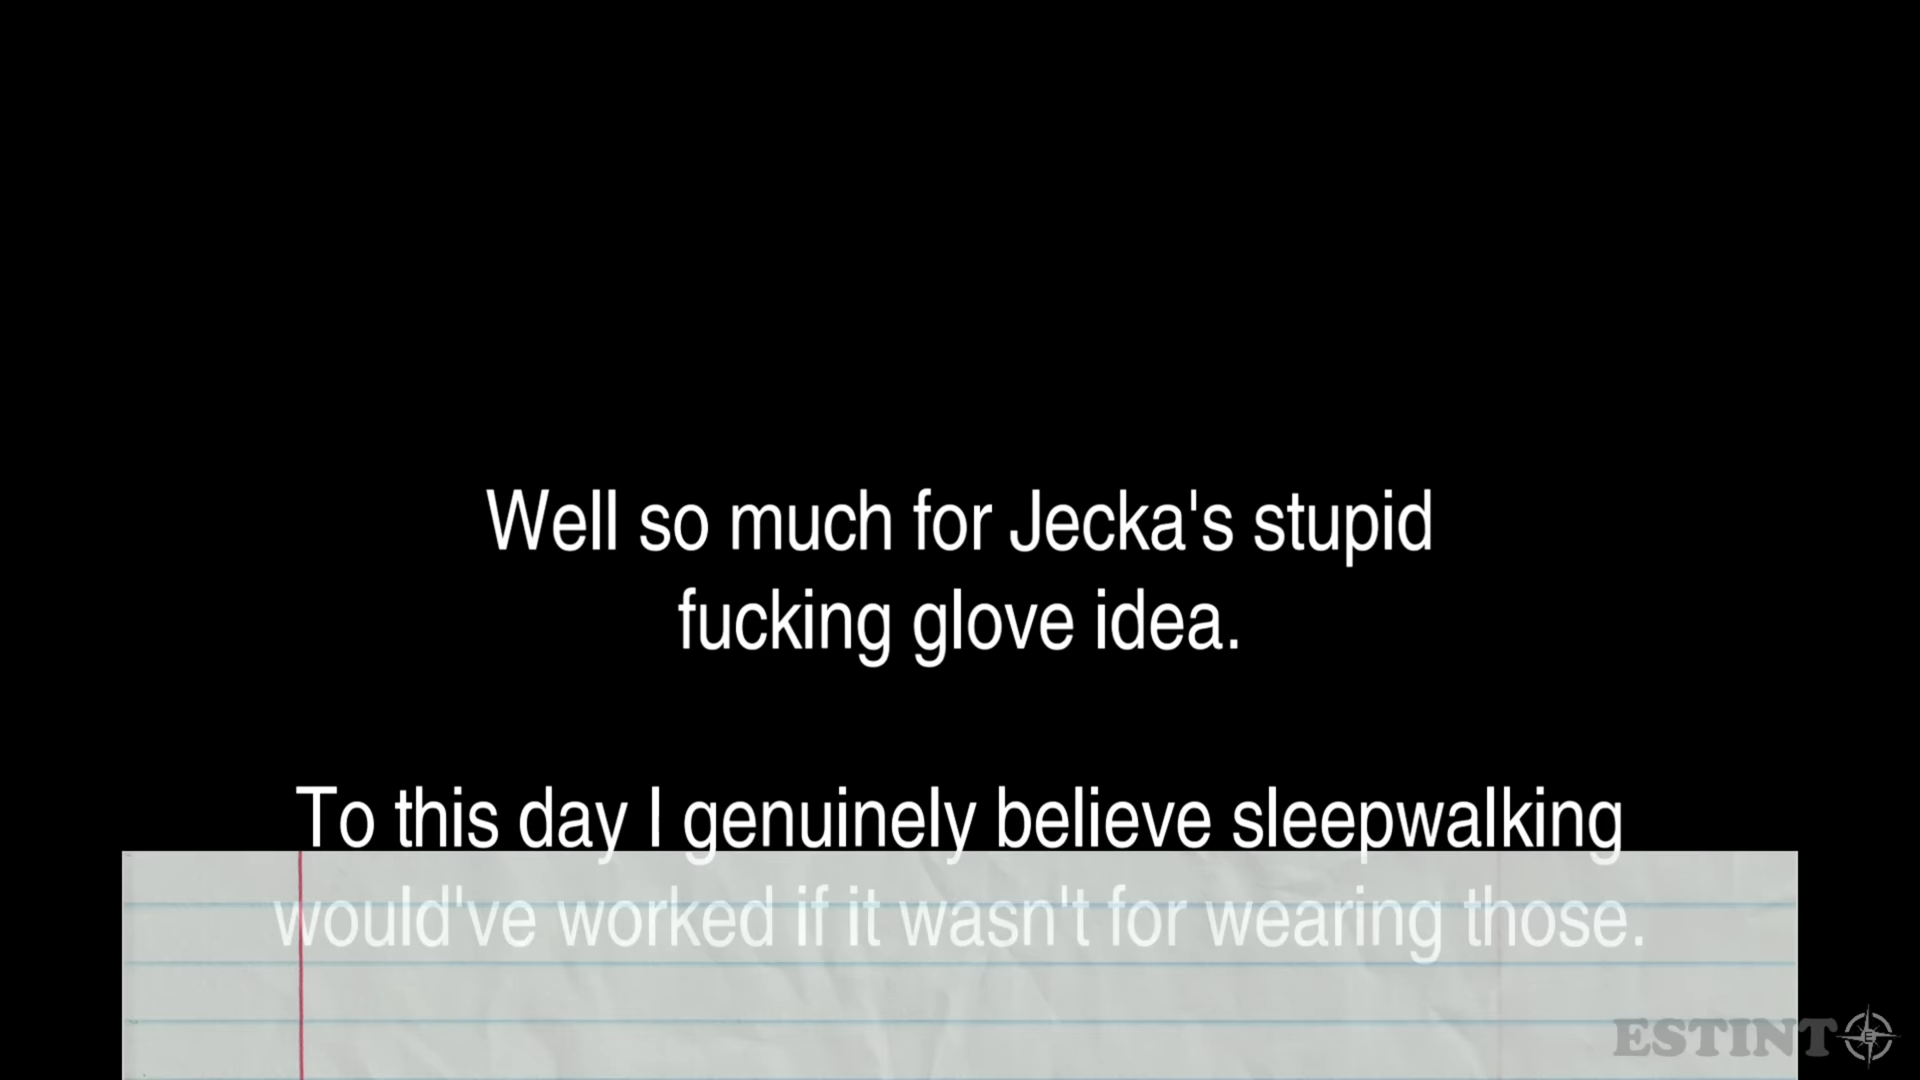 Well so much for Jecka's stupid
fucking glove idea.
To this day I genuinely believe sleepwalking
would've worked if it wasn't for wearing those.
ESTINT
E